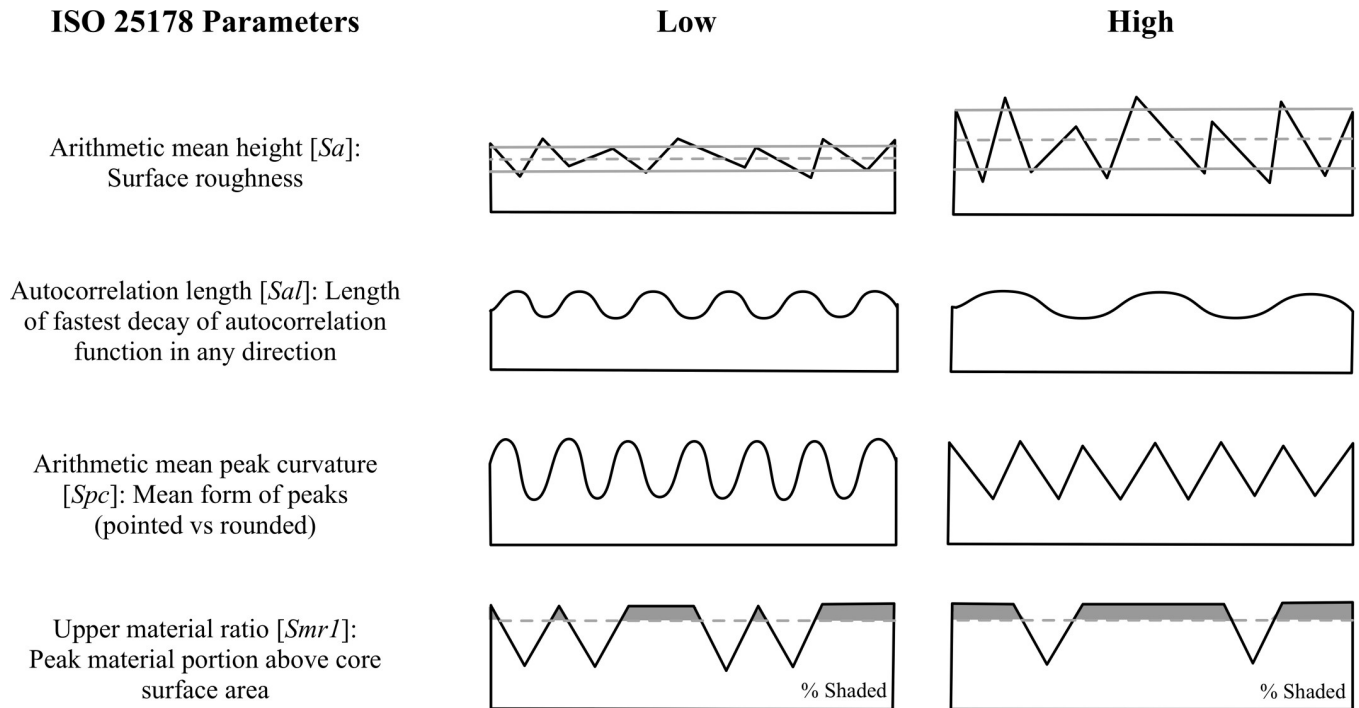 ISO 25178 Parameters
Low
High
Arithmetic mean height [Sa]:
Surface roughness
Autocorrelation length [Sal]: Length
of fastest decay of autocorrelation
function in any direction
Arithmetic mean peak curvature
[Spc]: Mean form of peaks
(pointed vs rounded)
Upper material ratio [Smr1]:
Peak material portion above core
surface area
% Shaded
% Shaded